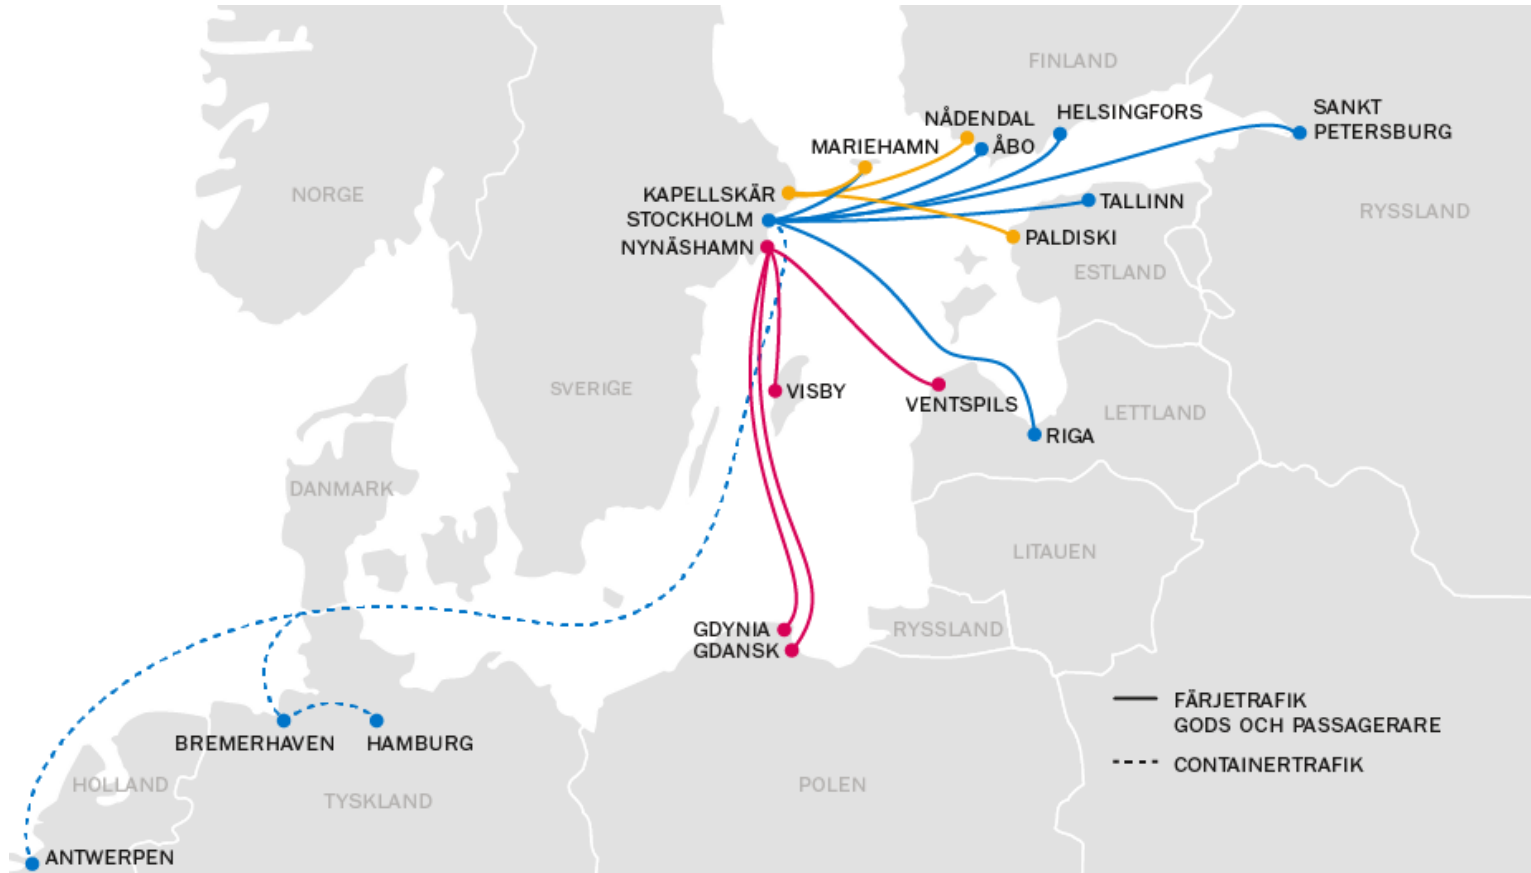 FINLAND
SANKT
PETERSBURG
HELSINGFORS
NÅDENDAL
ÅBO
MARIEHAMN
NORGE
KAPELLSKÄR
STOCKHOLM
NYNÄSHAMN
TALLINN
RYSSLAND
PALDISKI
ESTLAND
SVERIGE
VISBY
VENTSPILS
LETTLAND
RIGA
DANMARK
LITAUEN
GDYNIA
GDANSK
RYSSLAND
FÄRJETRAFIK
GODS OCH PASSAGERARE
CONTAINERTRAFIK
BREMERHAVEN
HAMBURG
HOLLAND
TYSKLAND
POLEN
ANTWERPEN